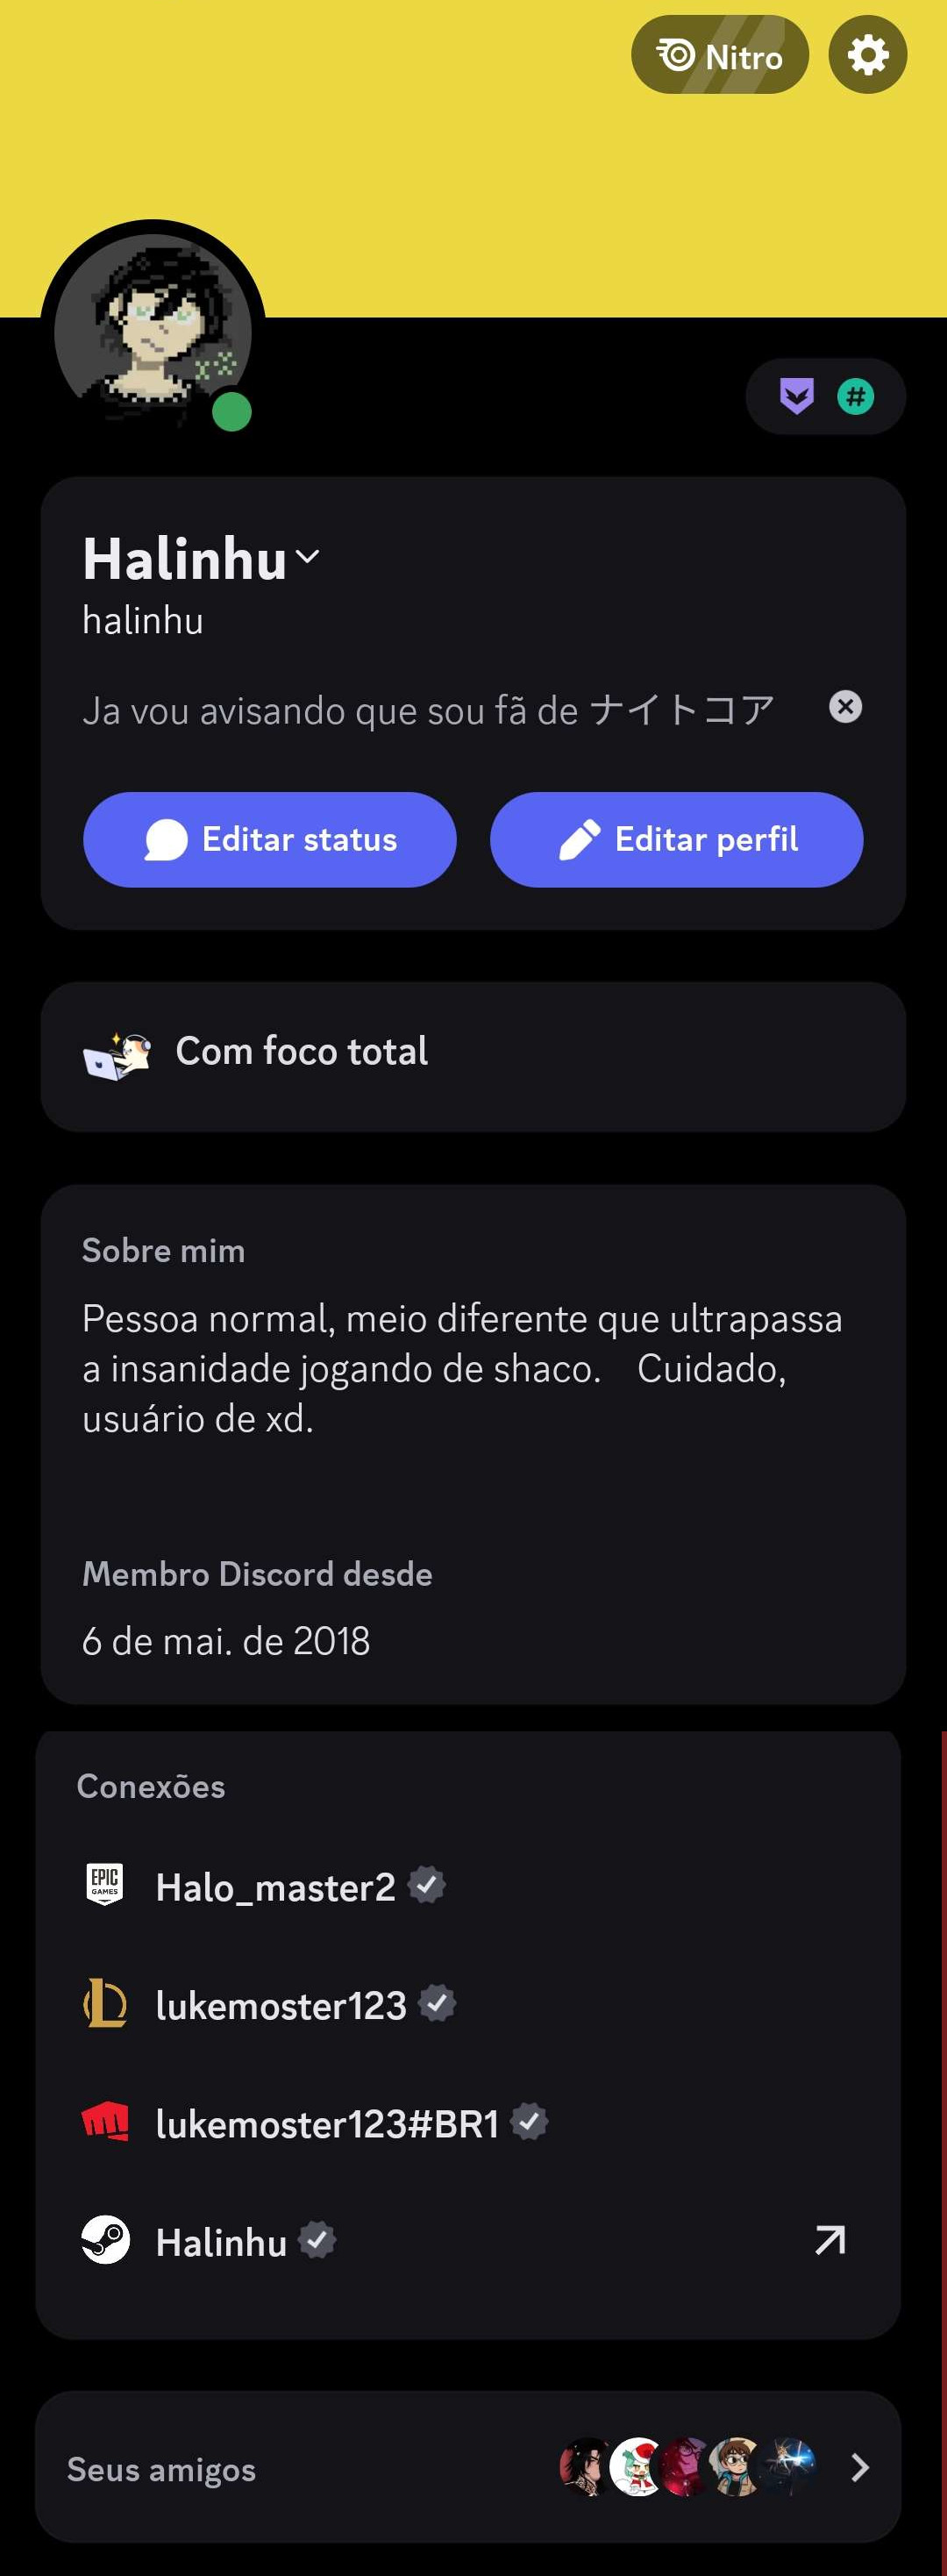 Nitro
Halinhu
halinhu
Ja vou avisando que sou fã de ナイトコア
Editar status
Editar perfil
Com foco total
Sobre mim
Pessoa normal, meio diferente que ultrapassa
a insanidade jogando de shaco. Cuidado,
usuário de xd.
Membro Discord desde
6 de mai. de 2018
Conexões
EPIC
GAMES
Halo_master2
lukemoster123
lukemoster123#BR1
Halinhu
Seus amigos